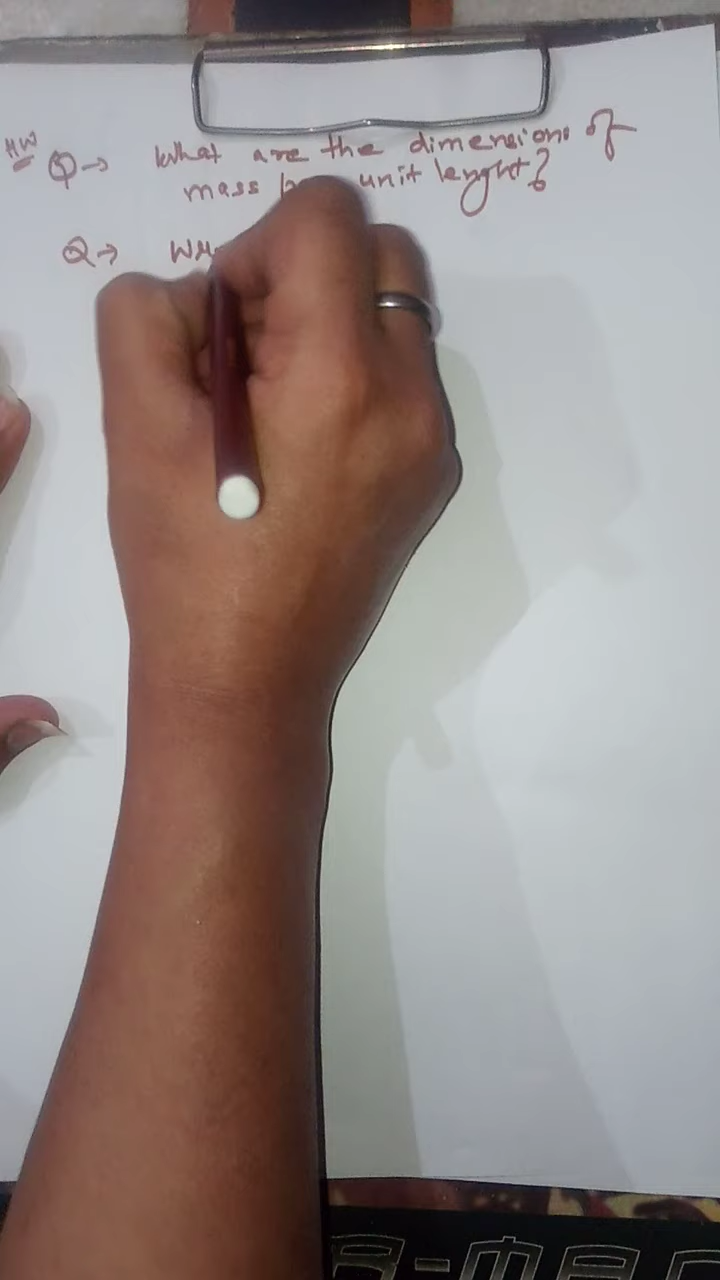 HW
Q→ What are the dimensions of
mass unit lenght?
Q→